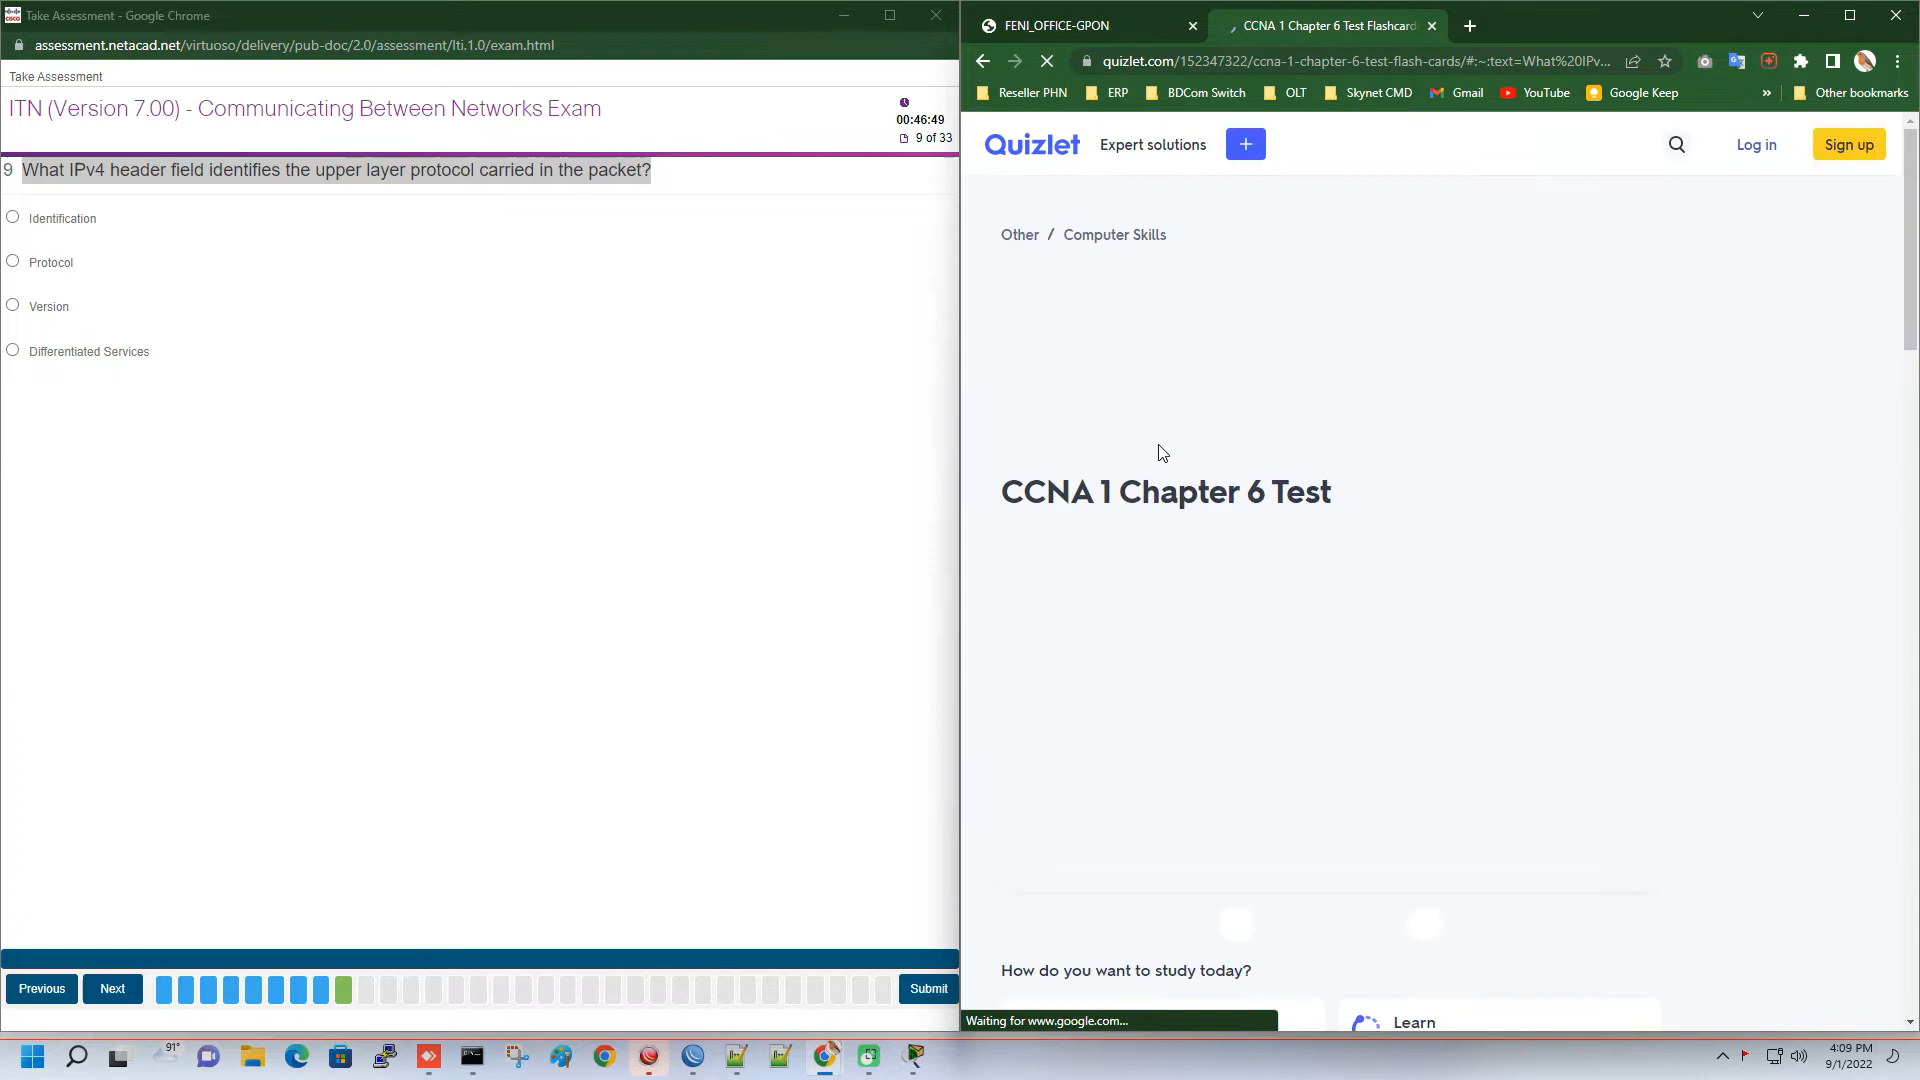 Take Assessment - Google Chrome
assessment.netacad.net/virtuoso/delivery/pub-doc/2.0/assessment/lti.1.0/exam.html
Take Assessment
ITN (Version 7.00) - Communicating Between Networks Exam
00:46:49
9 of 33
9 What IPv4 header field identifies the upper layer protocol carried in the packet?
Identification
Protocol
Version
Differentiated Services
Previous
Next
Submit
FENI_OFFICE-GPON
CCNA 1 Chapter 6 Test Flashcard
quizlet.com/152347322/ccna-1-chapter-6-test-flash-cards/#:~:text=What%20IPv...
Reseller PHN
ERP
BDCom Switch
OLT
Skynet CMD
Gmail
YouTube
Google Keep
»
Other bookmarks
Quizlet
Expert solutions
+
Log in
Sign up
Other / Computer Skills
CCNA 1 Chapter 6 Test
How do you want to study today?
Learn
Waiting for www.google.com...
91°
4:09 PM
9/1/2022